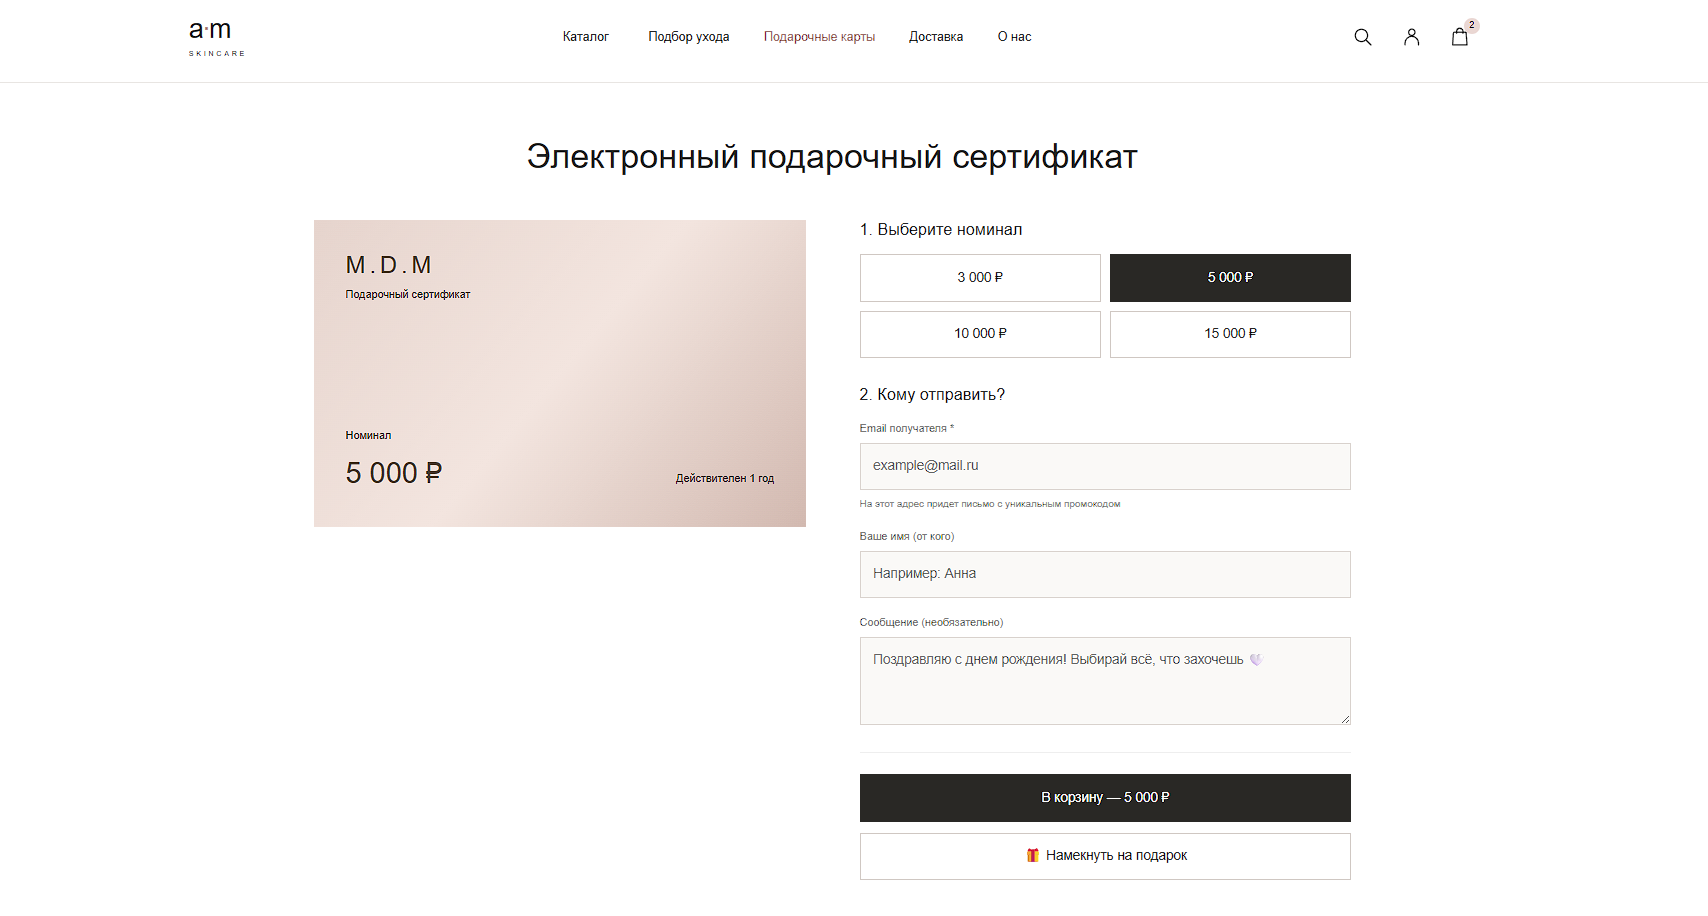 a·m
SKINCARE
Каталог
Подбор ухода
Подарочные карты
Доставка
О нас
2
Электронный подарочный сертификат
M.D.M
Подарочный сертификат
Номинал
5 000 ₽
Действителен 1 год
1. Выберите номинал
3 000 ₽
5 000 ₽
10 000 ₽
15 000 ₽
2. Кому отправить?
Email получателя *
example@mail.ru
На этот адрес придет письмо с уникальным промокодом
Ваше имя (от кого)
Например: Анна
Сообщение (необязательно)
Поздравляю с днем рождения! Выбирай всё, что захочешь 🤍
В корзину — 5 000 ₽
🎁 Намекнуть на подарок